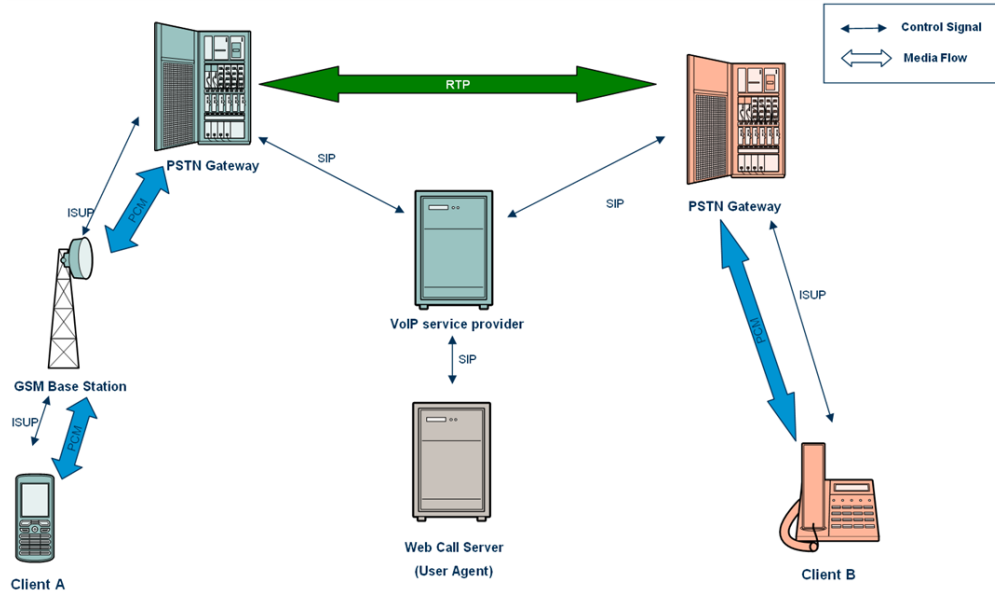 Control Signal
Media Flow
RTP
PSTN Gateway
SIP
ISUP
PCM
SIP
PSTN Gateway
ISUP
PCM
VoIP service provider
SIP
GSM Base Station
ISUP
PCM
Web Call Server
(User Agent)
Client A
Client B